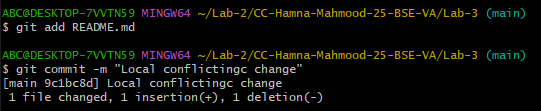 ABC@DESKTOP-7VVTN59 MINGW64 ~/Lab-2/CC-Hamna-Mahmood-25-BSE-VA/Lab-3 (main)
$ git add README.md
ABC@DESKTOP-7VVTN59 MINGW64 ~/Lab-2/CC-Hamna-Mahmood-25-BSE-VA/Lab-3 (main)
$ git commit -m "Local conflictingc change"
[main 9c1bc8d] Local conflictingc change
 1 file changed, 1 insertion(+), 1 deletion(-)